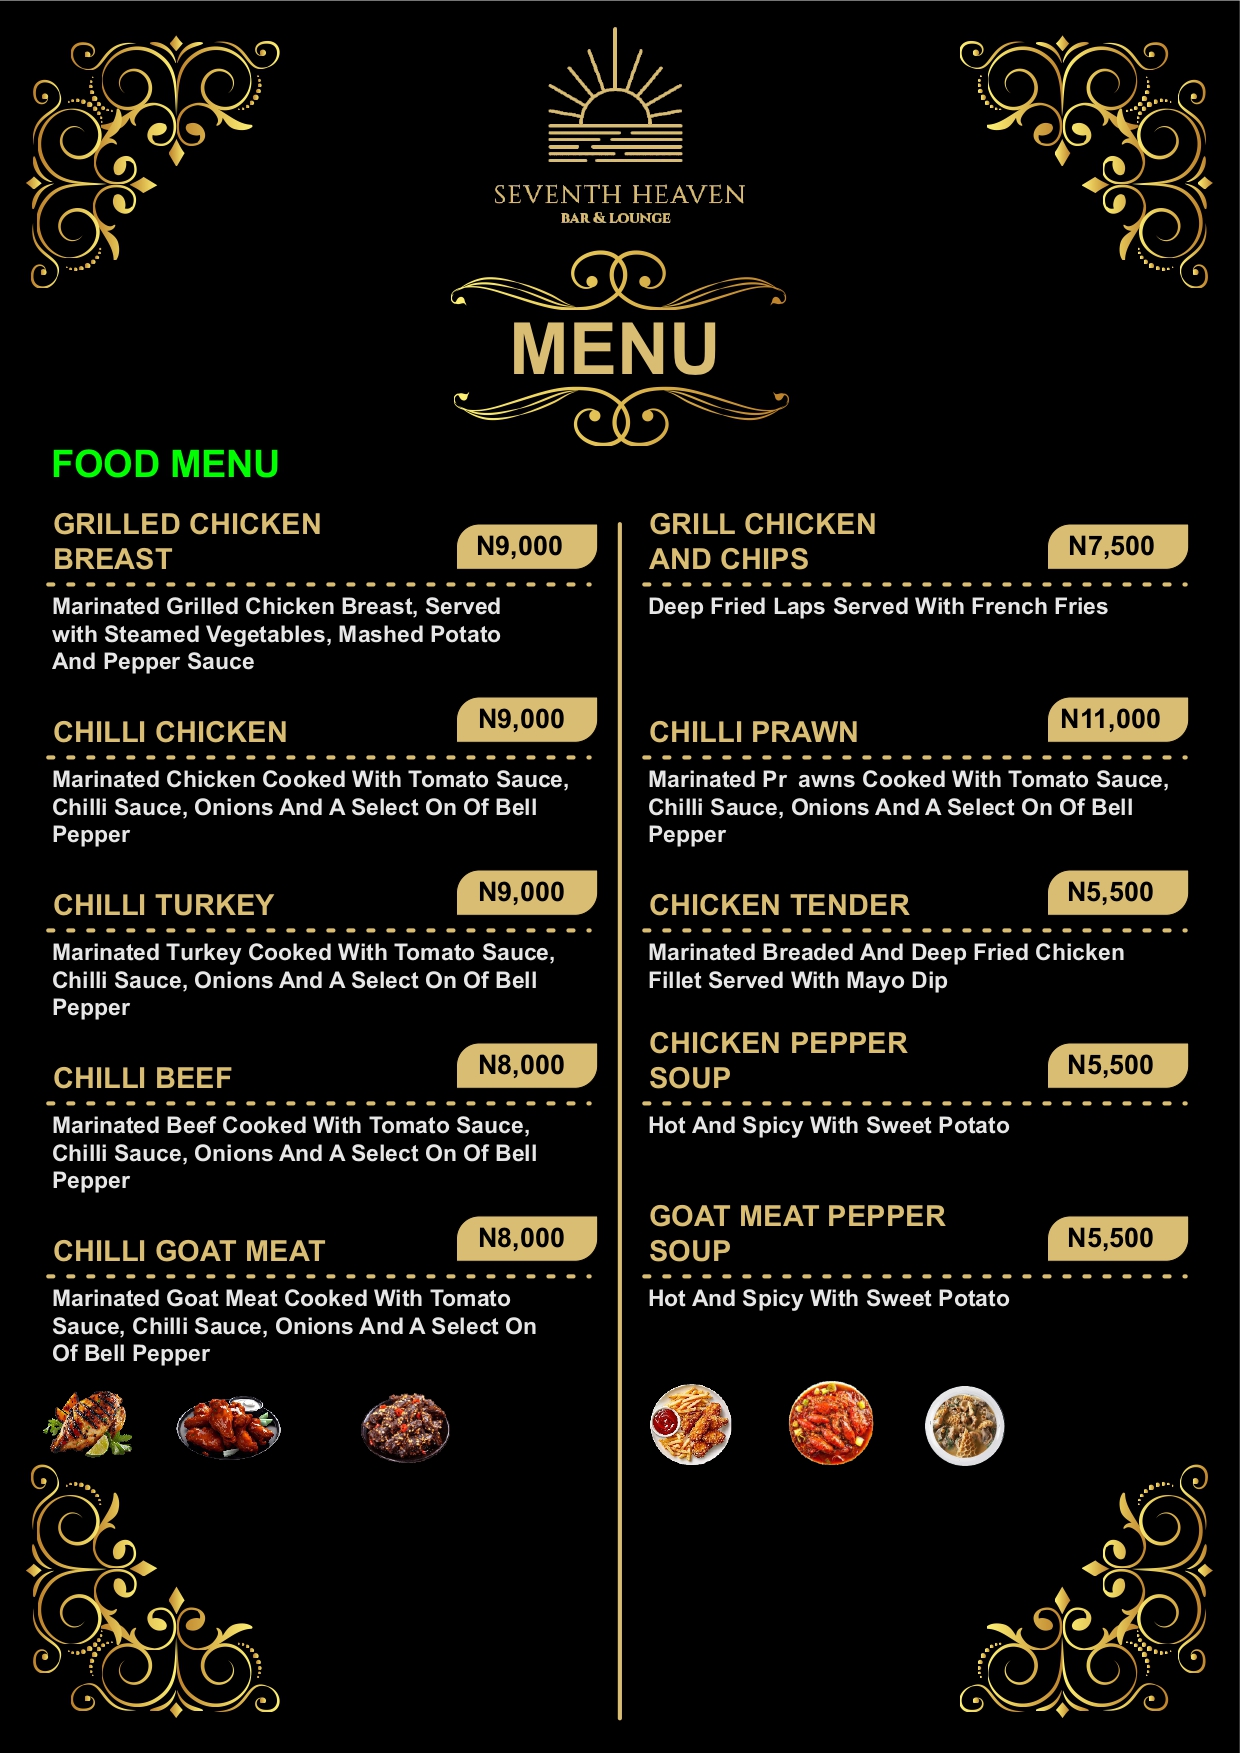 SEVENTH HEAVEN
BAR & LOUNGE
MENU
FOOD MENU
GRILLED CHICKEN
BREAST
N9,000
Marinated Grilled Chicken Breast, Served
with Steamed Vegetables, Mashed Potato
And Pepper Sauce
CHILLI CHICKEN
N9,000
Marinated Chicken Cooked With Tomato Sauce,
Chilli Sauce, Onions And A Select On Of Bell
Pepper
CHILLI TURKEY
N9,000
Marinated Turkey Cooked With Tomato Sauce,
Chilli Sauce, Onions And A Select On Of Bell
Pepper
CHILLI BEEF
N8,000
Marinated Beef Cooked With Tomato Sauce,
Chilli Sauce, Onions And A Select On Of Bell
Pepper
CHILLI GOAT MEAT
N8,000
Marinated Goat Meat Cooked With Tomato
Sauce, Chilli Sauce, Onions And A Select On
Of Bell Pepper
GRILL CHICKEN
AND CHIPS
N7,500
Deep Fried Laps Served With French Fries
CHILLI PRAWN
N11,000
Marinated Pr awns Cooked With Tomato Sauce,
Chilli Sauce, Onions And A Select On Of Bell
Pepper
CHICKEN TENDER
N5,500
Marinated Breaded And Deep Fried Chicken
Fillet Served With Mayo Dip
CHICKEN PEPPER
SOUP
N5,500
Hot And Spicy With Sweet Potato
GOAT MEAT PEPPER
SOUP
N5,500
Hot And Spicy With Sweet Potato